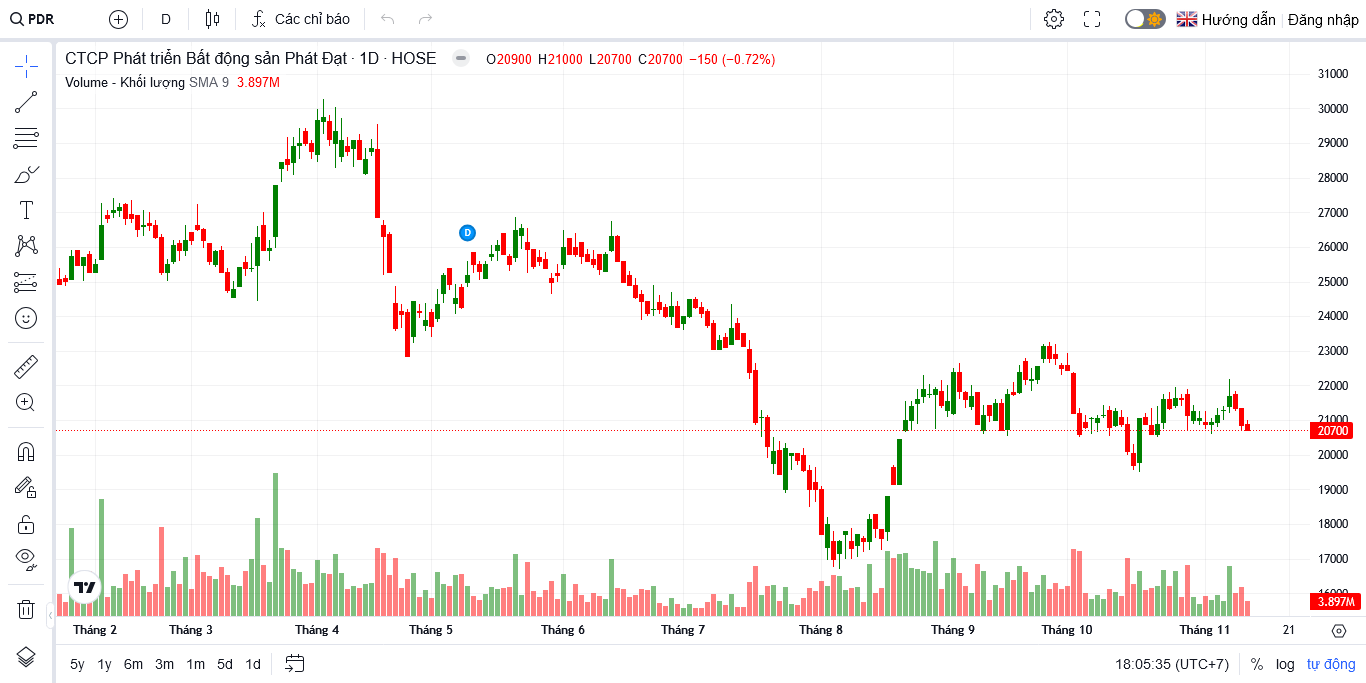 PDR D Các chỉ báo Hướng dẫn Đăng nhập
CTCP Phát triển Bất động sản Phát Đạt · 1D · HOSE O20900 H21000 L20700 C20700 −150 (−0.72%)
Volume - Khối lượng SMA 9 3.897M
31000
30000
29000
28000
27000
26000
D
25000
24000
23000
22000
21000
20700
20000
19000
18000
17000
16000
3.897M
Tháng 2 Tháng 3 Tháng 4 Tháng 5 Tháng 6 Tháng 7 Tháng 8 Tháng 9 Tháng 10 Tháng 11 21
5y 1y 6m 3m 1m 5d 1d 18:05:35 (UTC+7) % log tự động